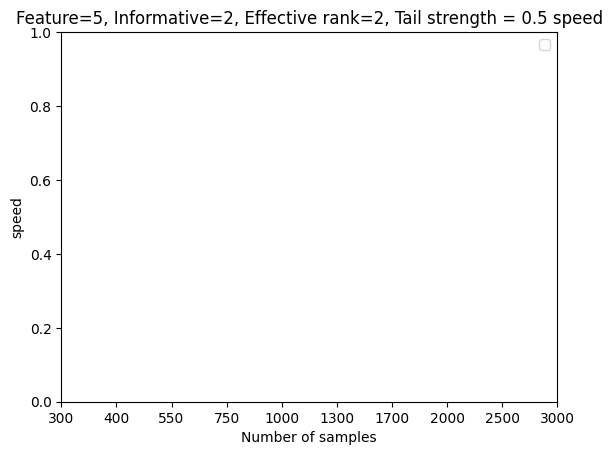 Feature=5, Informative=2, Effective rank=2, Tail strength = 0.5 speed
1.0
0.8
0.6
0.4
0.2
0.0
speed
300 400 550 750 1000 1300 1700 2000 2500 3000
Number of samples